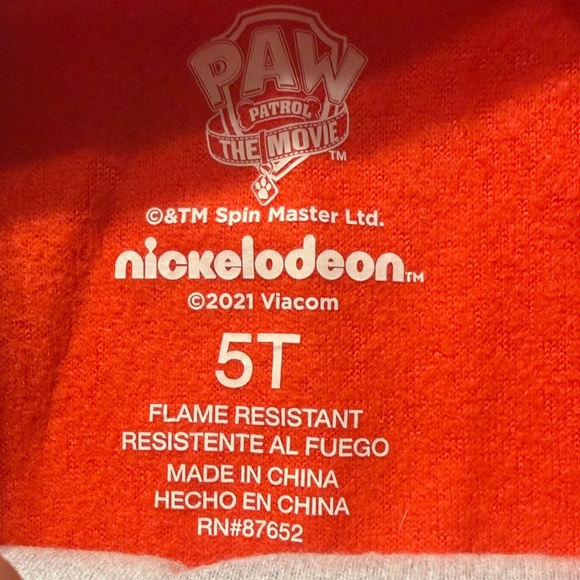 PAW
PATROL
THE MOVIE
TM
©&TM Spin Master Ltd.
nickelodeon TM
©2021 Viacom
5T
FLAME RESISTANT
RESISTENTE AL FUEGO
MADE IN CHINA
HECHO EN CHINA
RN#87652